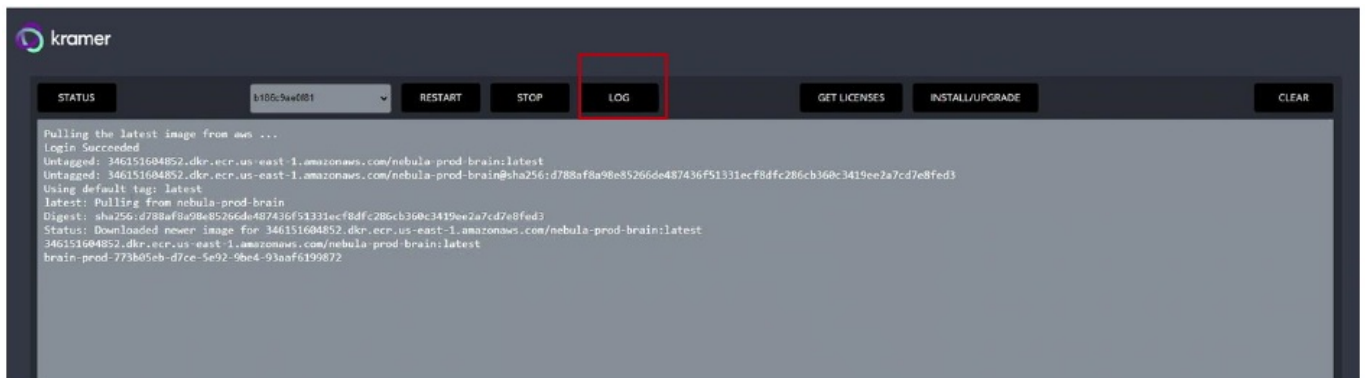 kramer
STATUS
b186c9ae0f81
RESTART
STOP
LOG
GET LICENSES
INSTALL/UPGRADE
CLEAR
Pulling the latest image from aws ...
Login Succeeded
Untagged: 346151604852.dkr.ecr.us-east-1.amazonaws.com/nebula-prod-brain:latest
Untagged: 346151604852.dkr.ecr.us-east-1.amazonaws.com/nebula-prod-brain@sha256:d788af8a98e85266de487436f51331ecf8dfc286cb360c3419ee2a7cd7e8fed3
Using default tag: latest
latest: Pulling from nebula-prod-brain
Digest: sha256:d788af8a98e85266de487436f51331ecf8dfc286cb360c3419ee2a7cd7e8fed3
Status: Downloaded newer image for 346151604852.dkr.ecr.us-east-1.amazonaws.com/nebula-prod-brain:latest
346151604852.dkr.ecr.us-east-1.amazonaws.com/nebula-prod-brain:latest
brain-prod-773b05eb-d7ce-5e92-9be4-93aaf6199872